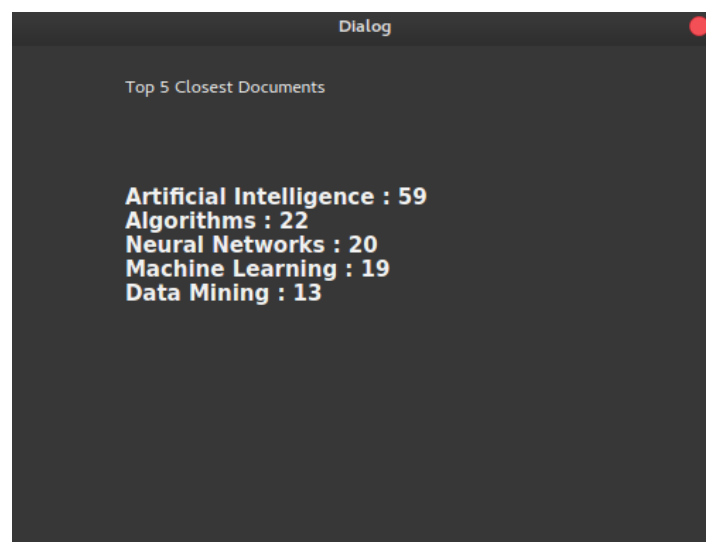 Dialog
Top 5 Closest Documents
Artificial Intelligence : 59
Algorithms : 22
Neural Networks : 20
Machine Learning : 19
Data Mining : 13